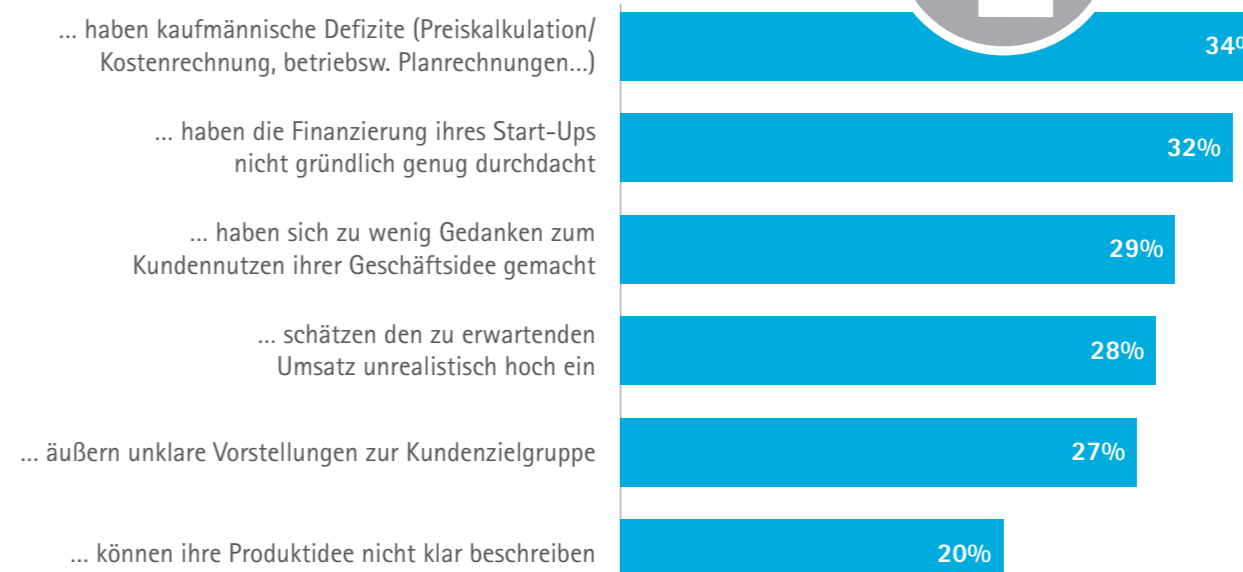 ... haben kaufmännische Defizite (Preiskalkulation/
Kostenrechnung, betriebsw. Planrechnungen...)
34%
... haben die Finanzierung ihres Start-Ups
nicht gründlich genug durchdacht
32%
... haben sich zu wenig Gedanken zum
Kundennutzen ihrer Geschäftsidee gemacht
29%
... schätzen den zu erwartenden
Umsatz unrealistisch hoch ein
28%
... äußern unklare Vorstellungen zur Kundenzielgruppe
27%
... können ihre Produktidee nicht klar beschreiben
20%